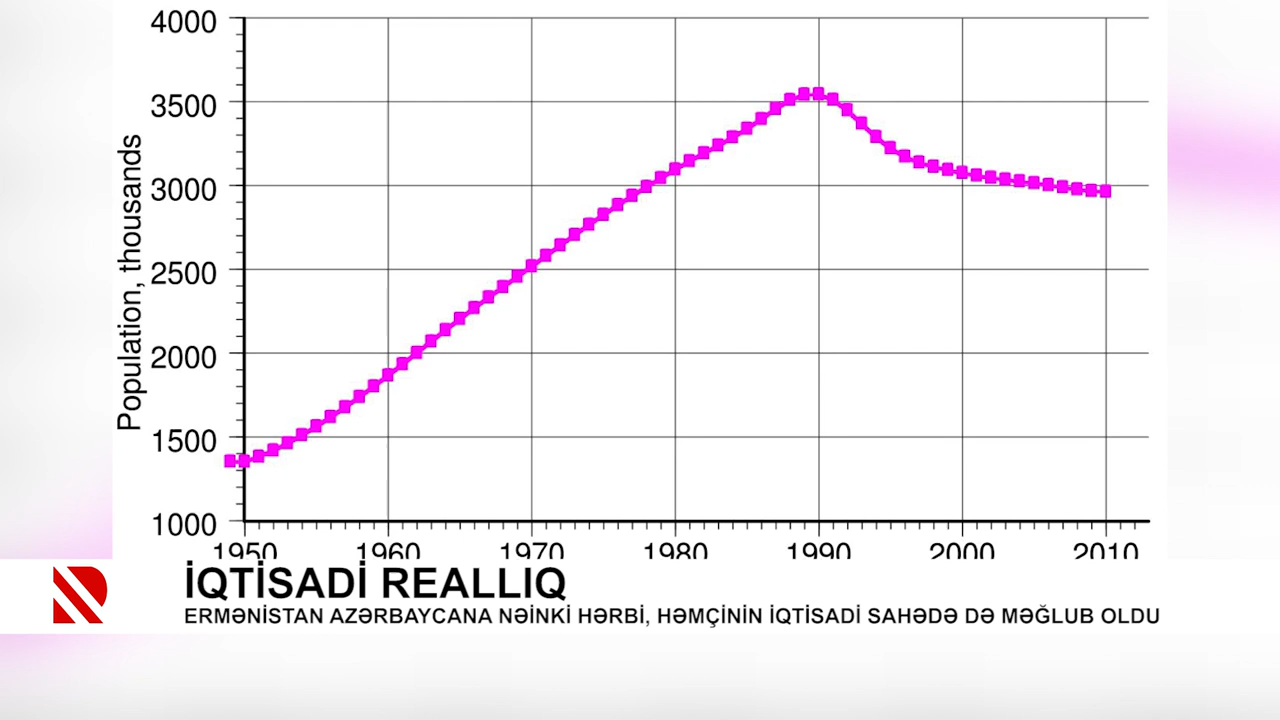 4000
3500
3000
2500
2000
1500
1000
Population, thousands
1950 1960 1970 1980 1990 2000 2010
İQTİSADİ REALLIQ
ERMƏNİSTAN AZƏRBAYCANA NƏİNKİ HƏRBİ, HƏMÇİNİN İQTİSADİ SAHƏDƏ DƏ MƏĞLUB OLDU